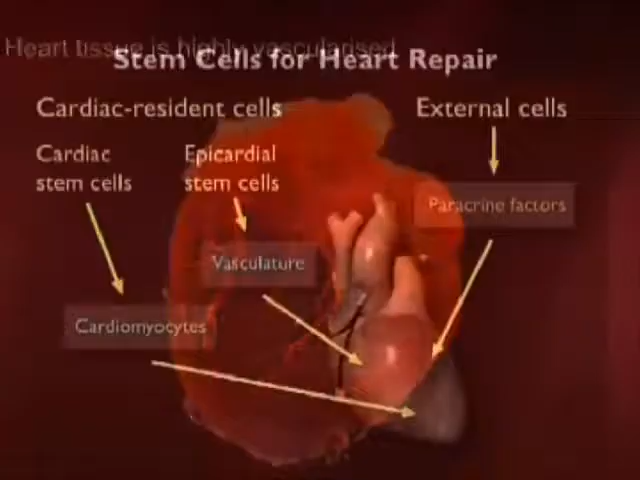 Heart tissue is highly vascularised
Stem Cells for Heart Repair
Cardiac-resident cells
External cells
Cardiac
stem cells
Epicardial
stem cells
Paracrine factors
Vasculature
Cardiomyocytes